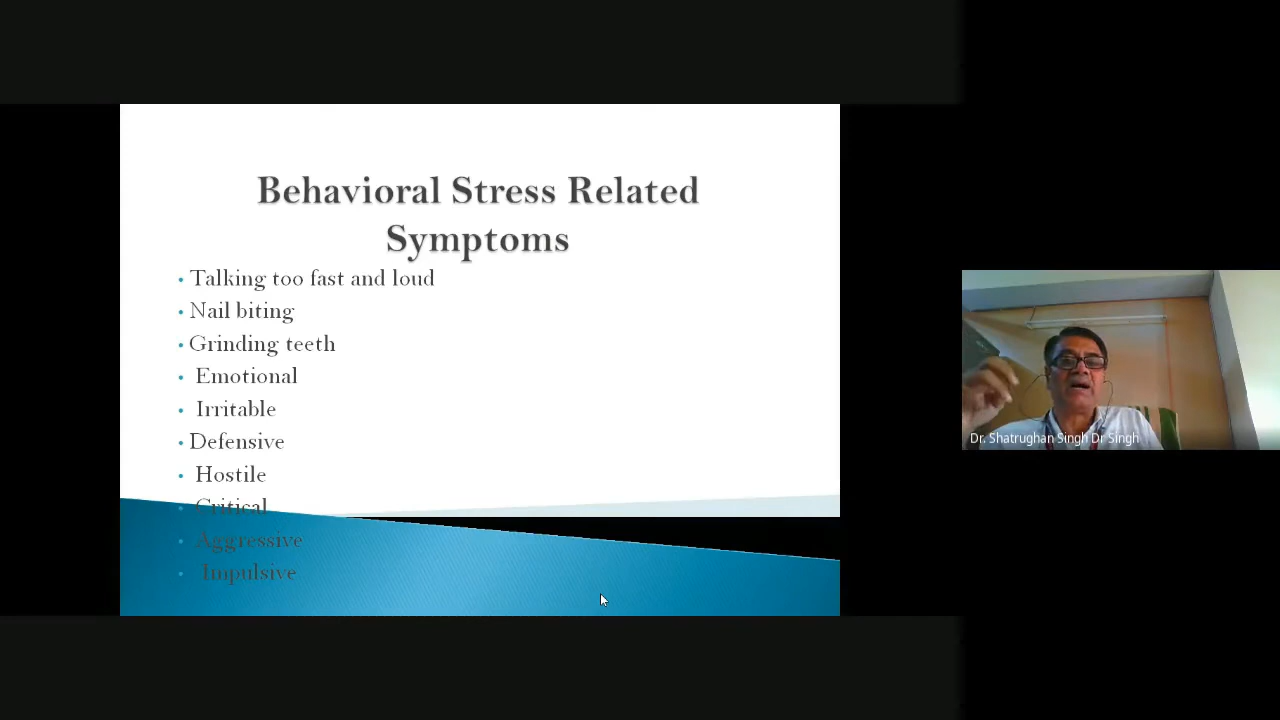 Behavioral Stress Related
Symptoms
• Talking too fast and loud
• Nail biting
• Grinding teeth
• Emotional
• Irritable
• Defensive
• Hostile
• Critical
• Aggressive
• Impulsive
Dr. Shatrughan Singh Dr Singh